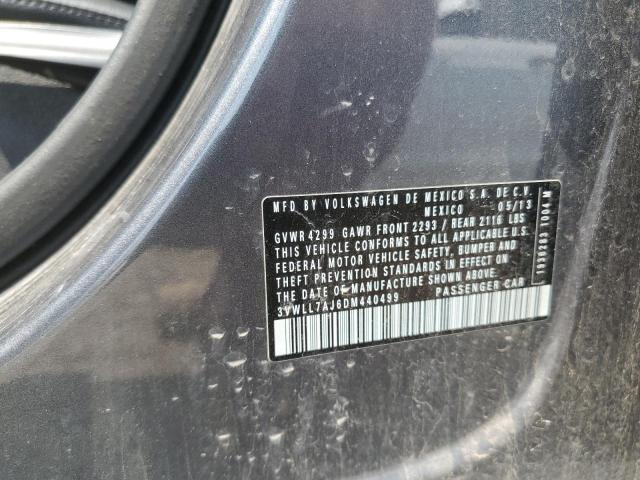 MFD BY VOLKSWAGEN DE MEXICO S.A. DE C.V.
MEXICO 05/13
GVWR 4299 GAWR FRONT 2293 / REAR 2116 LBS
THIS VEHICLE CONFORMS TO ALL APPLICABLE U.S.
FEDERAL MOTOR VEHICLE SAFETY, BUMPER AND
THEFT PREVENTION STANDARDS IN EFFECT ON
THE DATE OF MANUFACTURE SHOWN ABOVE.
3VWLL7AJ6DM440499 PASSENGER CAR